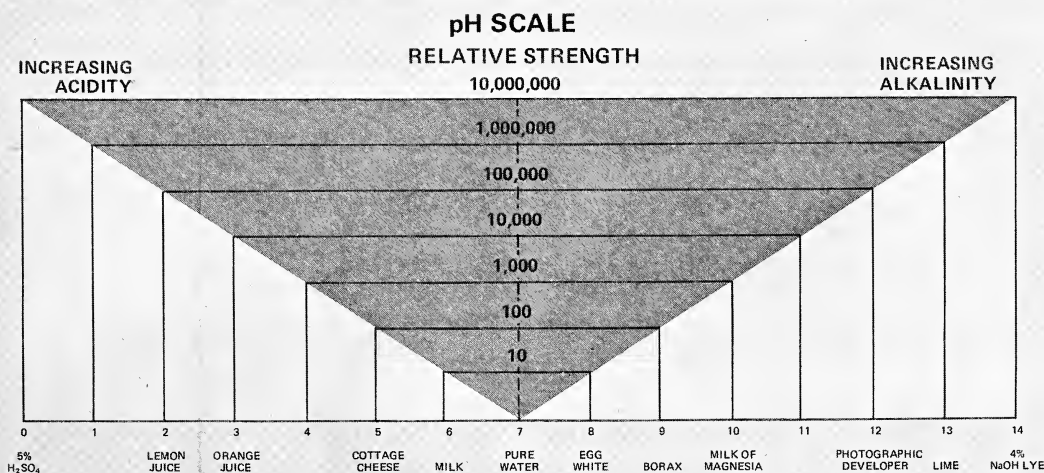 pH SCALE
RELATIVE STRENGTH
INCREASING
ACIDITY
INCREASING
ALKALINITY
10,000,000
1,000,000
100,000
10,000
1,000
100
10
0 1 2 3 4 5 6 7 8 9 10 11 12 13 14
5%
H₂SO₄
LEMON
JUICE
ORANGE
JUICE
COTTAGE
CHEESE
MILK
PURE
WATER
EGG
WHITE
BORAX
MILK OF
MAGNESIA
PHOTOGRAPHIC
DEVELOPER
LIME
4%
NaOH LYE